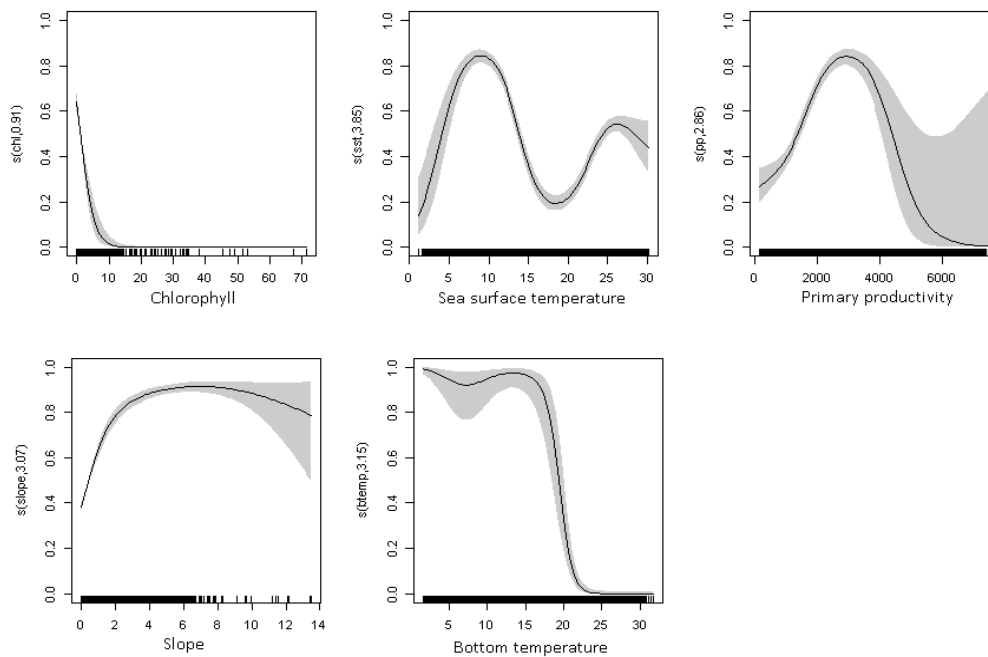 s(chl,0.91)
1.0
0.8
0.6
0.4
0.2
0.0
0 10 20 30 40 50 60 70
Chlorophyll
s(sst,3.85)
1.0
0.8
0.6
0.4
0.2
0.0
5 10 15 20 25 30
Sea surface temperature
s(pp,2.86)
1.0
0.8
0.6
0.4
0.2
0.0
0 2000 4000 6000
Primary productivity
s(slope,3.07)
1.0
0.8
0.6
0.4
0.2
0.0
0 2 4 6 8 10 12 14
Slope
s(btemp,3.15)
1.0
0.8
0.6
0.4
0.2
0.0
5 10 15 20 25 30
Bottom temperature